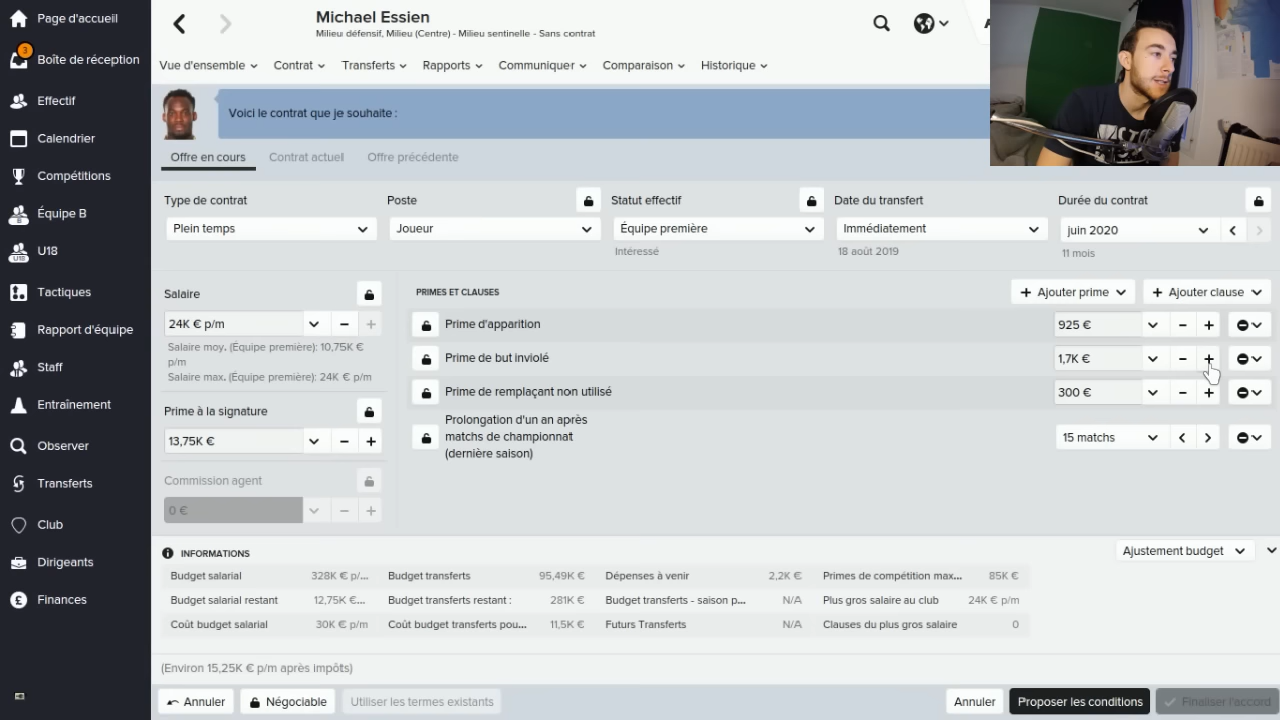 Page d'accueil
3
Boîte de réception
Effectif
Calendrier
Compétitions
Équipe B
U18
Tactiques
Rapport d'équipe
Staff
Entraînement
Observer
Transferts
Club
Dirigeants
Finances
Michael Essien
Milieu défensif, Milieu (Centre) - Milieu sentinelle - Sans contrat
Vue d'ensemble Contrat Transferts Rapports Communiquer Comparaison Historique
Voici le contrat que je souhaite :
Offre en cours Contrat actuel Offre précédente
Type de contrat Poste Statut effectif Date du transfert Durée du contrat
Plein temps Joueur Équipe première Immédiatement juin 2020
Intéressé 18 août 2019 11 mois
Salaire
24K € p/m
Salaire moy. (Équipe première): 10,75K €
p/m
Salaire max. (Équipe première): 24K € p/m
Prime à la signature
13,75K €
Commission agent
0 €
PRIMES ET CLAUSES + Ajouter prime + Ajouter clause
Prime d'apparition 925 €
Prime de but inviolé 1,7K €
Prime de remplaçant non utilisé 300 €
Prolongation d'un an après
matchs de championnat
(dernière saison)
15 matchs
INFORMATIONS Ajustement budget
Budget salarial 328K € p/... Budget transferts 95,49K € Dépenses à venir 2,2K € Primes de compétition max... 85K €
Budget salarial restant 12,75K €... Budget transferts restant : 281K € Budget transferts - saison p... N/A Plus gros salaire au club 24K € p/m
Coût budget salarial 30K € p/m Coût budget transferts pou... 11,5K € Futurs Transferts N/A Clauses du plus gros salaire 0
(Environ 15,25K € p/m après impôts)
Annuler Négociable Utiliser les termes existants Annuler Proposer les conditions Finaliser l'accord